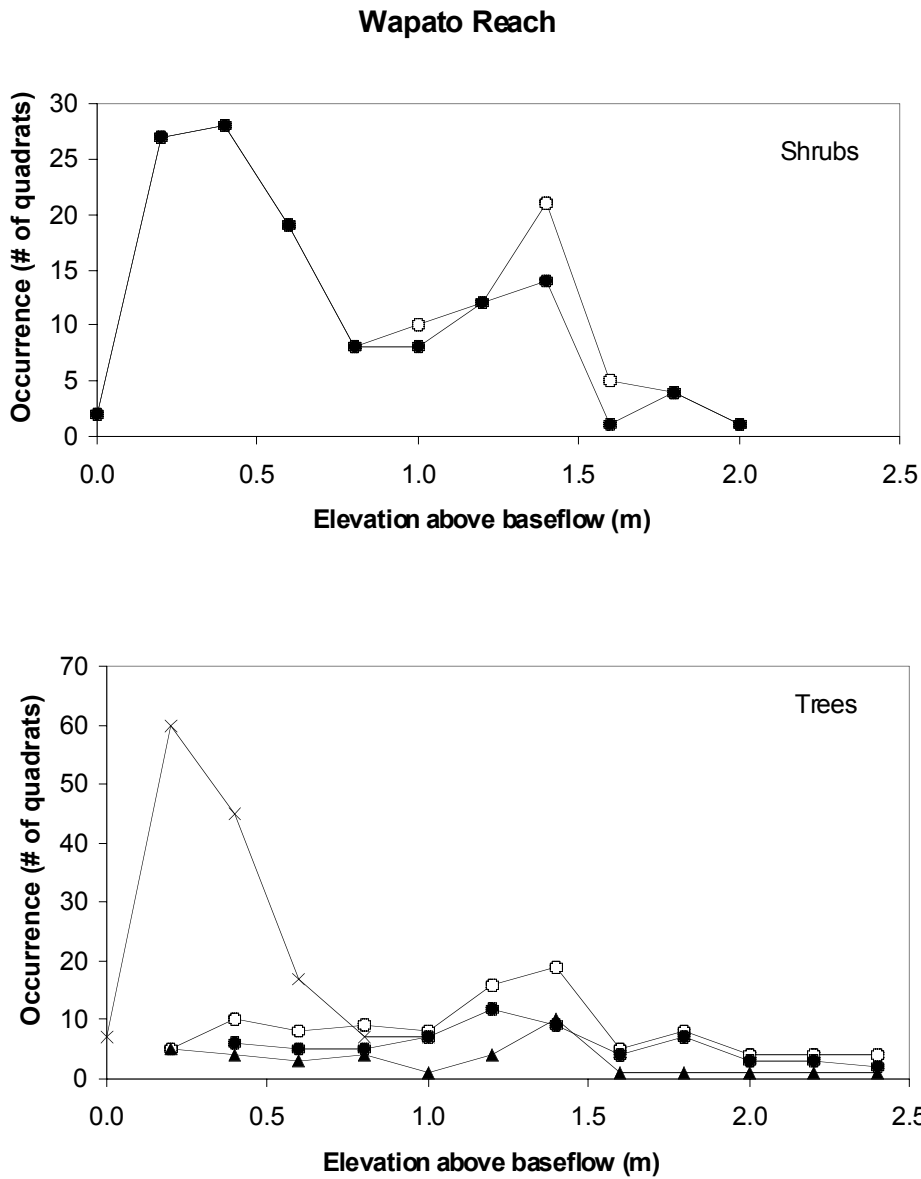 Wapato Reach
Shrubs
Occurrence (# of quadrats)
30
25
20
15
10
5
0
0.0 0.5 1.0 1.5 2.0 2.5
Elevation above baseflow (m)
Trees
Occurrence (# of quadrats)
70
60
50
40
30
20
10
0
0.0 0.5 1.0 1.5 2.0 2.5
Elevation above baseflow (m)